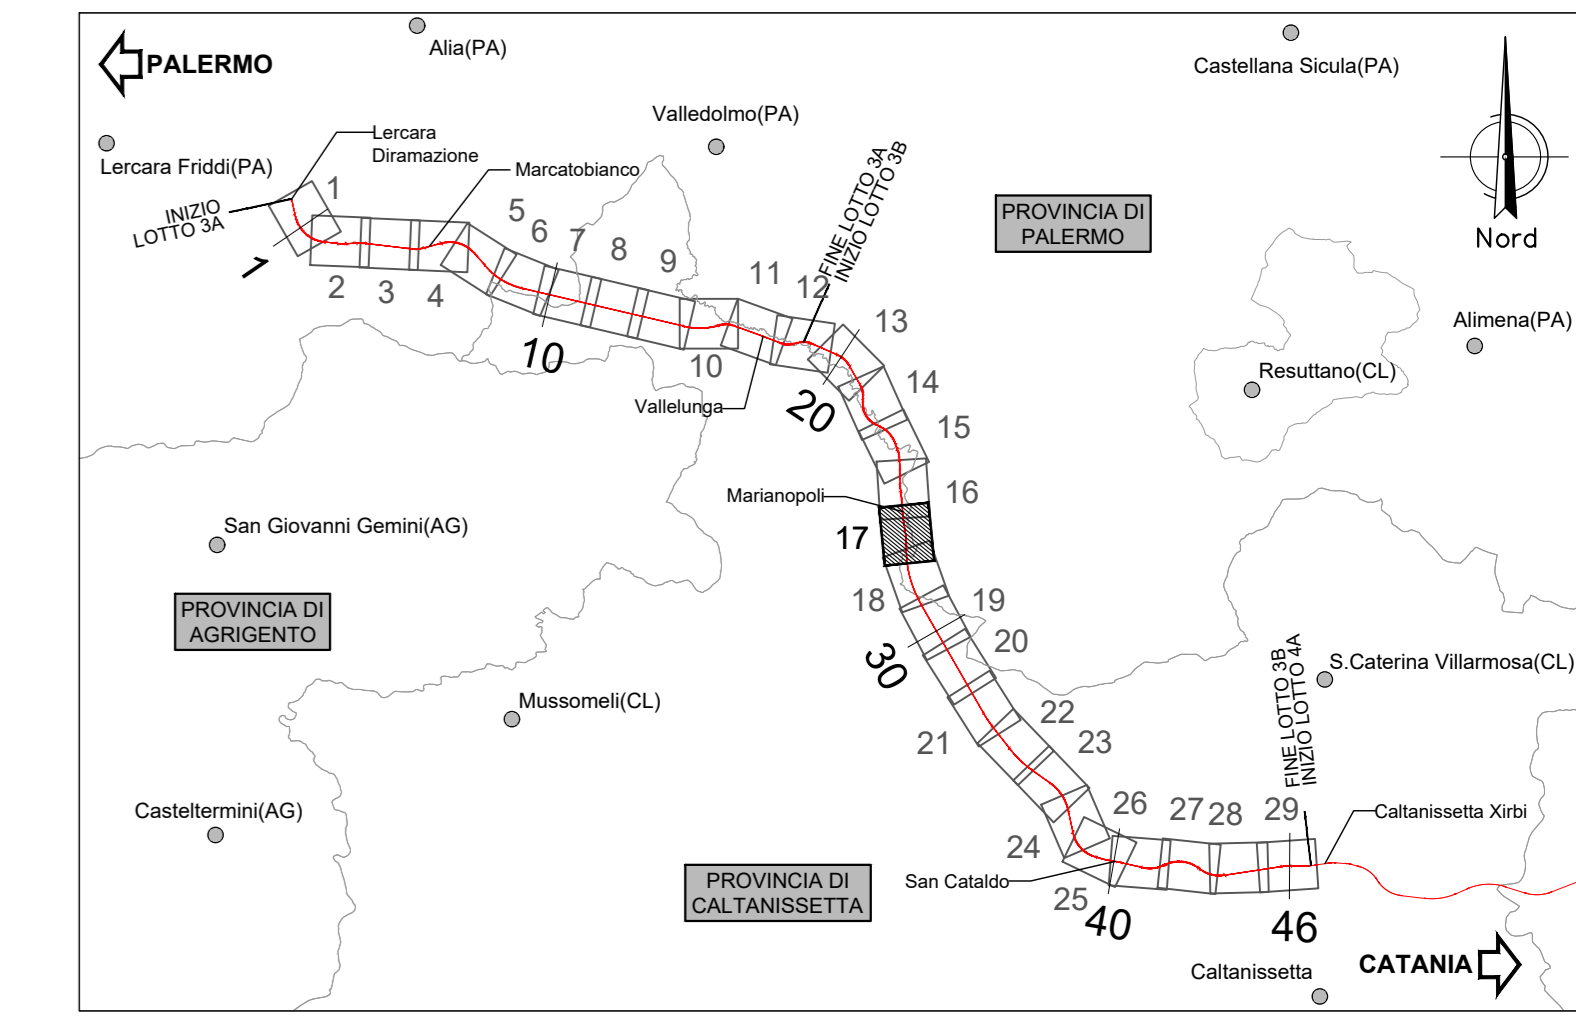 PALERMO
Alia(PA)
Castellana Sicula(PA)
Valledolmo(PA)
Lercara Friddi(PA)
Lercara
Diramazione
Marcatobianco
INIZIO
LOTTO 3A
FINE LOTTO 3A
INIZIO LOTTO 3B
PROVINCIA DI
PALERMO
Nord
1
1
2
3
4
5
6
7
8
9
10
10
11
12
13
14
15
16
17
18
19
20
20
Vallelunga
Alimena(PA)
Resuttano(CL)
Marianopoli
San Giovanni Gemini(AG)
PROVINCIA DI
AGRIGENTO
30
Mussomeli(CL)
S.Caterina Villarmosa(CL)
FINE LOTTO 3B
INIZIO LOTTO 4A
21
22
23
24
25
26
27
28
29
Casteltermini(AG)
Caltanissetta Xirbi
San Cataldo
PROVINCIA DI
CALTANISSETTA
40
46
Caltanissetta
CATANIA